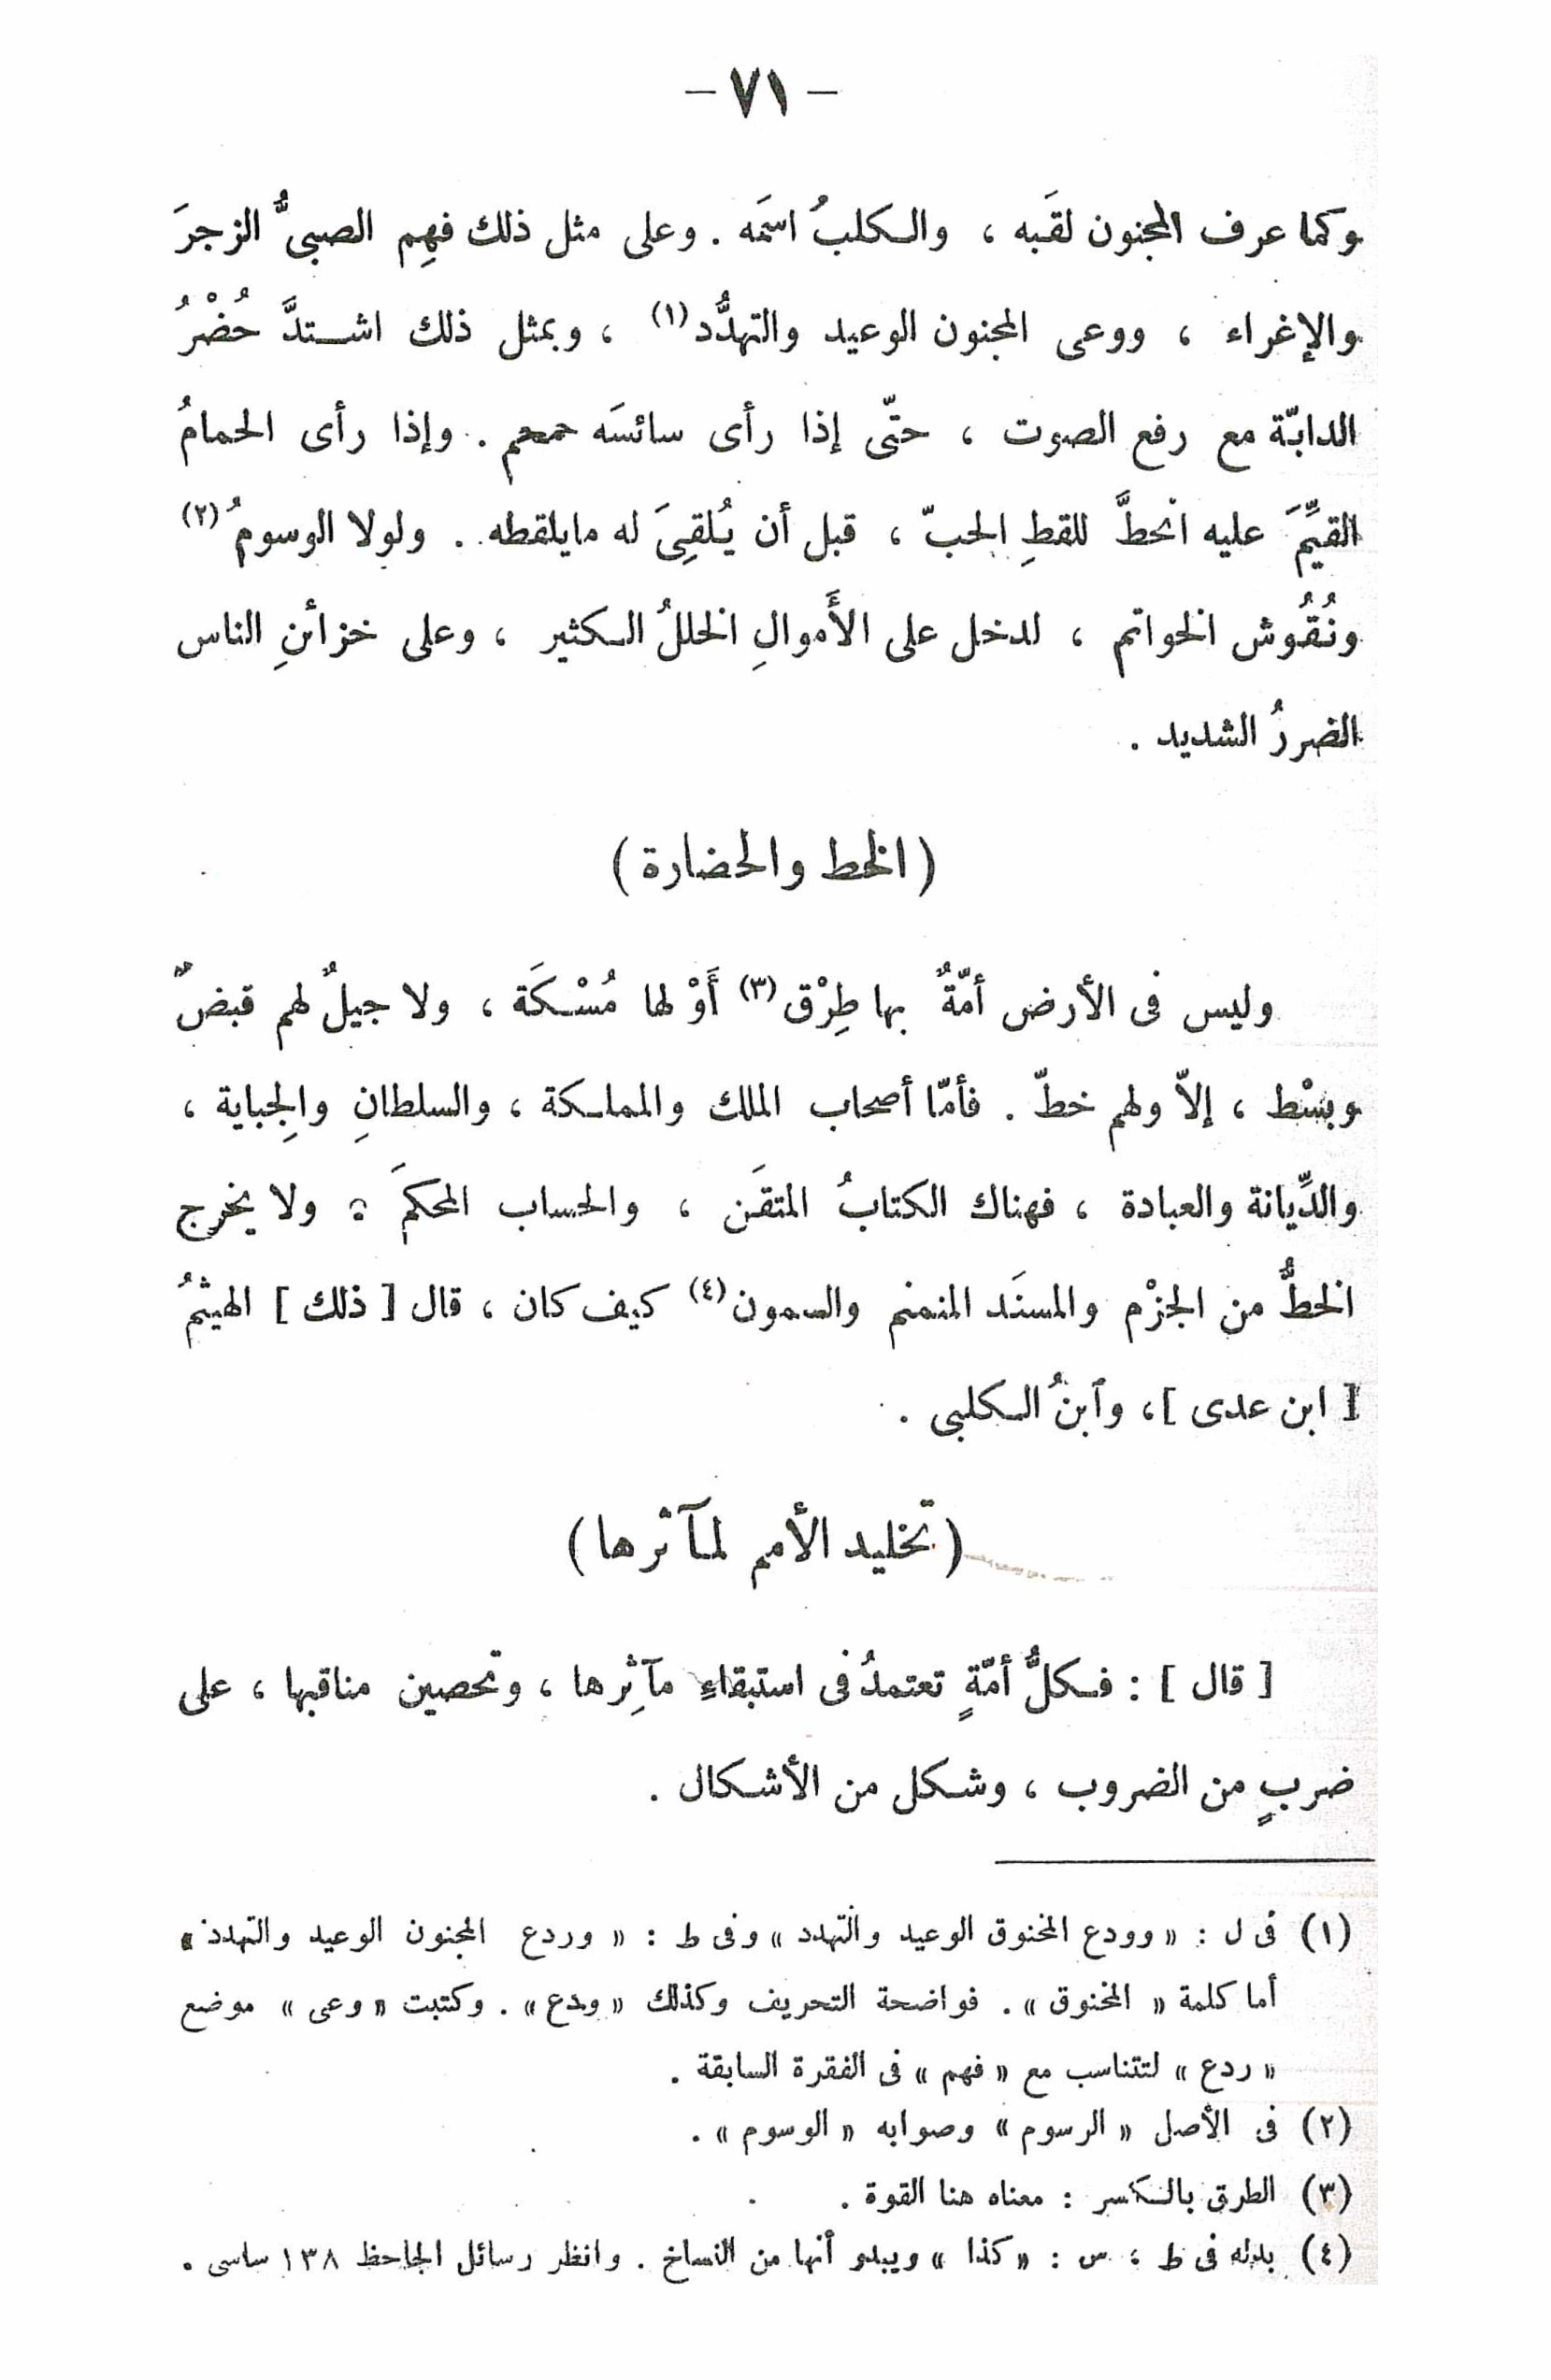 — ٧١ —
وكما عرف المجنون لقَبه ، والكلبُ اسمَه . وعلى مثل ذلك فهِم الصبىُّ الزجرَ
والإغراء ، ووعى المجنون الوعيد والتهدُّد (١) ، وبمثل ذلك اشتدَّ حُضْرُ
الدابّة مع رفع الصوت ، حتّى إذا رأى سائسَه حمحم . وإذا رأى الحمامُ
القيِّمَ عليه انحطَّ للقطِ الحبّ ، قبل أن يُلقِىَ له مايلقطه . ولولا الوسومُ (٢)
ونُقُوش الخواتم ، لدخل على الأَموالِ الخللُ الكثير ، وعلى خزائنِ الناس
الضررُ الشديد .
( الخط والحضارة )
وليس فى الأرض أمّةٌ بها طِرْق (٣) أَوْ لها مُسْكَة ، ولا جيلٌ لهم قبضٌ
وبسْط ، إلاّ ولهم خطّ . فأمّا أصحاب الملك والمملكة ، والسلطانِ والجِباية ،
والدِّيانة والعبادة ، فهناك الكتابُ المتقَن ، والحساب المحكمَ ؛ ولا يخرج
الخطُّ من الجزْم والمسنَد المنمنم والسمون (٤) كيف كان ، قال [ ذلك ] الهيثمُ
[ ابن عدى ] ، وٱبنُ الكلبى .
( تخليد الأمم لمآثرها )
[ قال ] : فكلُّ أمّةٍ تعتمدُ فى استبقاءِ مآثِرها ، وتحصين مناقبها ، على
ضربٍ من الضروب ، وشكل من الأشكال .
(١) فى ل : « وودع المخنوق الوعيد والتهدد » وفى ط : « وردع المجنون الوعيد والتهدد »
أما كلمة « المخنوق » . فواضحة التحريف وكذلك « ودع » . وكتبت « وعى » موضع
« ردع » لتتناسب مع « فهم » فى الفقرة السابقة .
(٢) فى الأصل « الرسوم » وصوابه « الوسوم » .
(٣) الطرق بالكسر : معناه هنا القوة .
(٤) بدله فى ط ، س : « كذا » ويبدو أنها من النساخ . وانظر رسائل الجاحظ ١٣٨ ساسى .